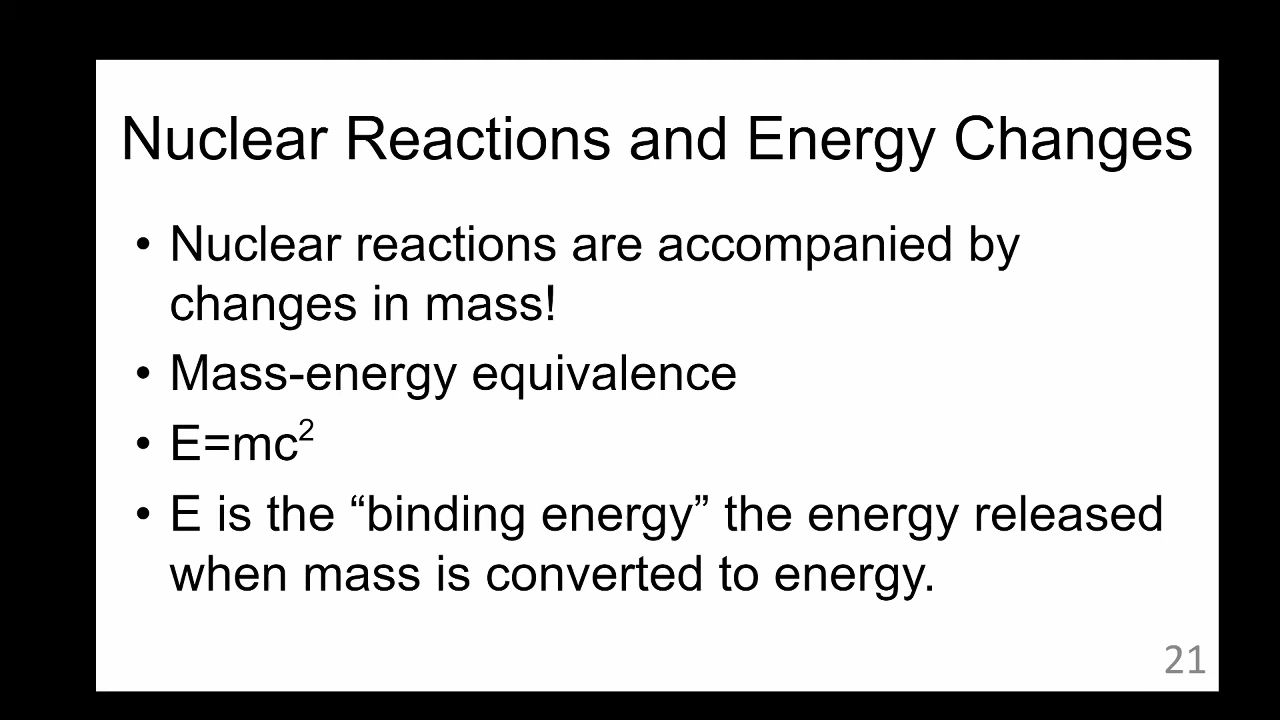 Nuclear Reactions and Energy Changes
• Nuclear reactions are accompanied by
changes in mass!
• Mass-energy equivalence
• E=mc²
• E is the “binding energy” the energy released
when mass is converted to energy.
21